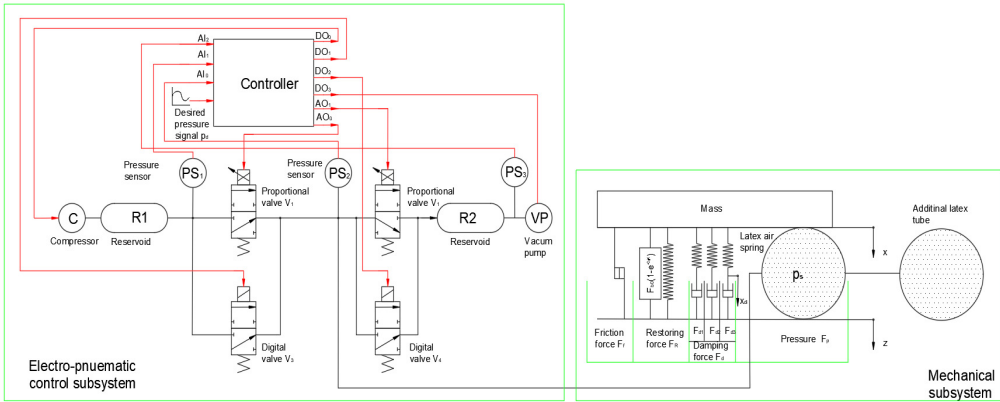 AI₂
AI₁
AI₀
Controller
DO₀
DO₁
DO₂
DO₃
AO₁
AO₀
Desired
pressure
signal pd
Pressure
sensor
PS₁
Pressure
sensor
PS₂
PS₃
Proportional
valve V₁
Proportional
valve V₁
C
Compressor
R1
Reservoid
R2
Reservoid
VP
Vacum
pump
Digital
valve V₃
Digital
valve V₄
Electro-pnuematic
control subsystem
Mass
Latex air
spring
Additinal latex
tube
x
pₛ
xd
Fd1
Fd2
Fd3
Friction
force Ff
Restoring
force FR
Damping
force Fd
Pressure Fp
z
Mechanical
subsystem